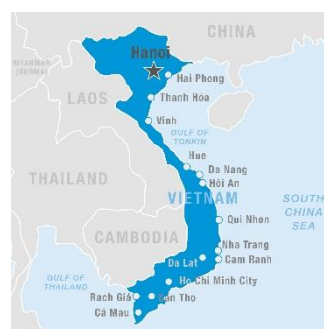 CHINA
Hanoi
MYANMAR
(BURMA)
Hai Phong
LAOS
Thanh Hóa
Vinh
GULF OF
TONKIN
Hue
THAILAND
Da Nang
Hôi An
VIETNAM
SOUTH
CHINA
SEA
Qui Nhon
CAMBODIA
Nha Trang
Da Lat
Cam Ranh
GULF OF
THAILAND
Ho Chi Minh City
Rach Giá
Can Tho
Cá Mau